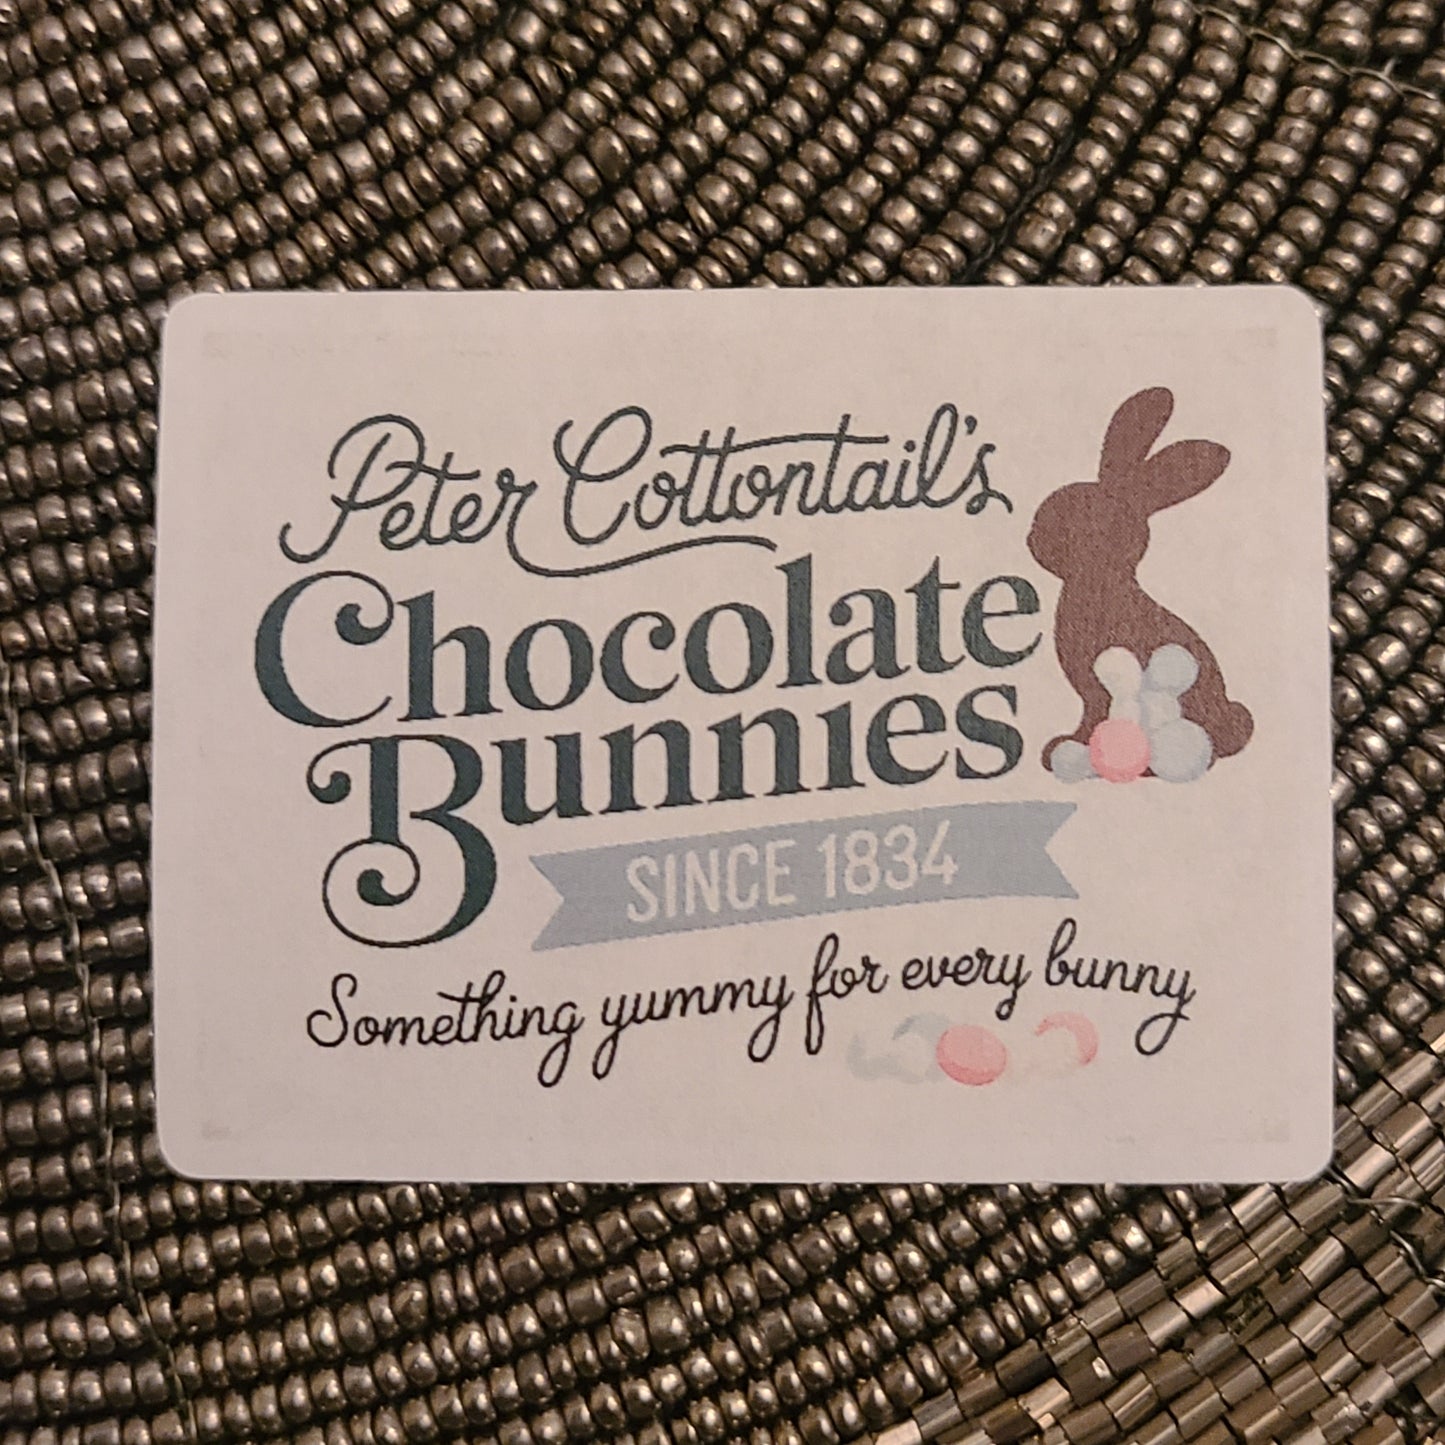 Peter Cottontail's
Chocolate
Bunnies
SINCE 1834
Something yummy for every bunny